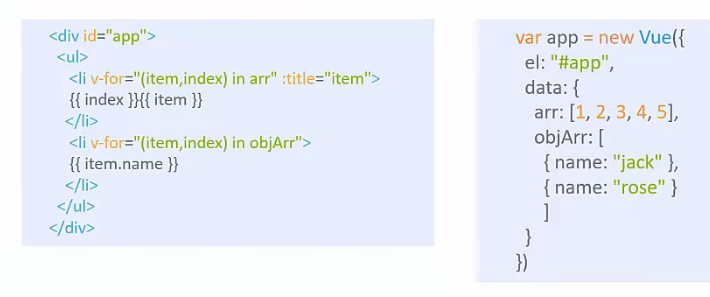 <div id="app">
<ul>
<li v-for="(item,index) in arr" :title="item">
{{ index }}{{ item }}
</li>
<li v-for="(item,index) in objArr">
{{ item.name }}
</li>
</ul>
</div>
var app = new Vue({
el: "#app",
data: {
arr: [1, 2, 3, 4, 5],
objArr: [
{ name: "jack" },
{ name: "rose" }
]
}
})